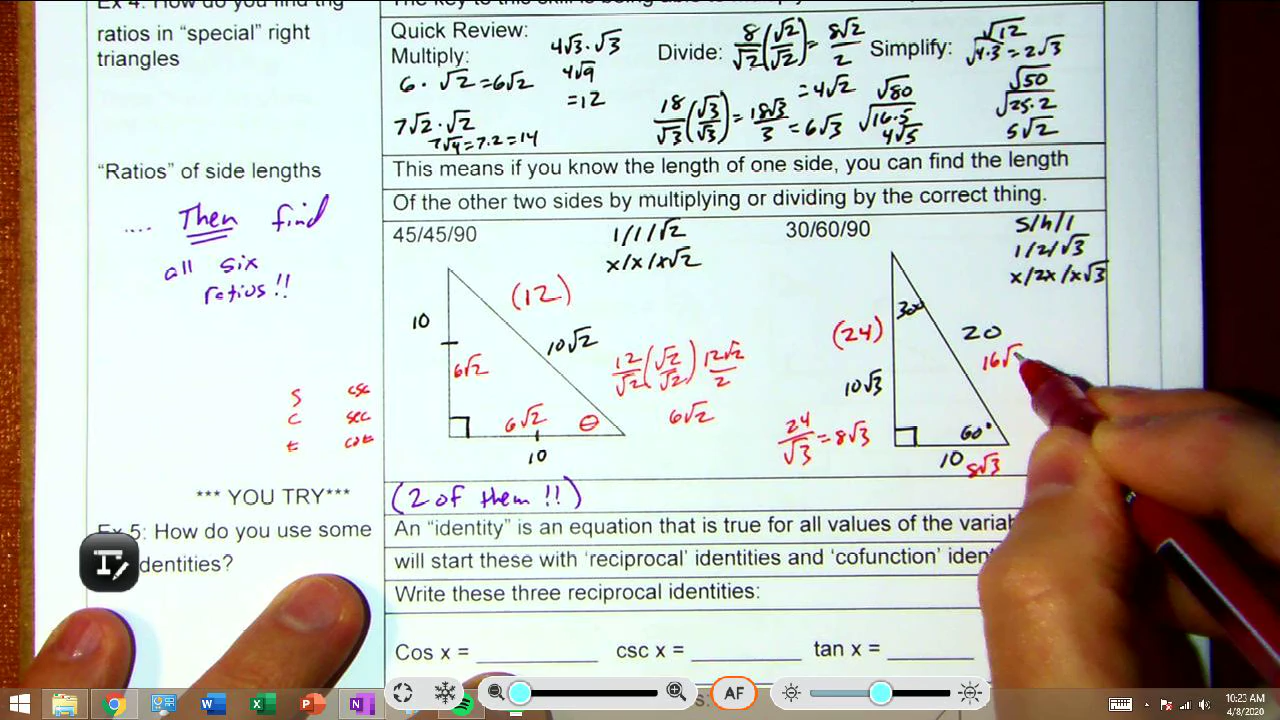 Ex 4: How do you find trig
ratios in "special" right
triangles
Quick Review:
Multiply:
6 · √2 = 6√2
7√2 · √2
7√4 = 7·2 = 14
4√3 · √3
4√9
= 12
Divide: 8/√2 (√2/√2) = 8√2/2
= 4√2
18/√3 (√3/√3) = 18√3/3 = 6√3
Simplify: √12
√4·3 = 2√3
√80
√16·5
4√5
√50
√25·2
5√2
"Ratios" of side lengths
.... Then find
all six
ratios!!
S csc
C sec
t cot
This means if you know the length of one side, you can find the length
Of the other two sides by multiplying or dividing by the correct thing.
45/45/90
1/1/√2
x/x/x√2
(12)
10
10√2
6√2
6√2
θ
10
12/√2 (√2/√2) 12√2/2
6√2
30/60/90
S/h/l
1/2/√3
x/2x/x√3
30°
(24)
20
16√
10√3
24/√3 = 8√3
60°
10 8√3
*** YOU TRY***
(2 of them!!)
5: How do you use some
dentities?
An "identity" is an equation that is true for all values of the
will start these with 'reciprocal' identities and 'cofunction'
Write these three reciprocal identities:
Cos x = ________ csc x = ________ tan x = ________
AF
10:23 AM
4/8/2020